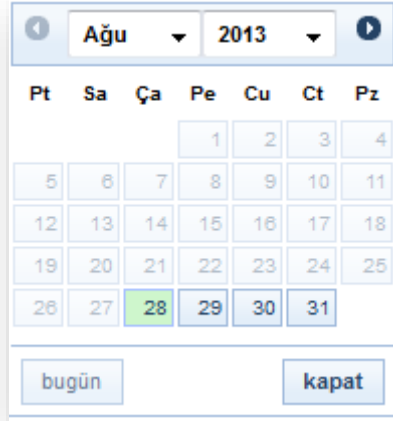 Ağu 2013
Pt Sa Ça Pe Cu Ct Pz
1 2 3 4
5 6 7 8 9 10 11
12 13 14 15 16 17 18
19 20 21 22 23 24 25
26 27 28 29 30 31
bugün kapat